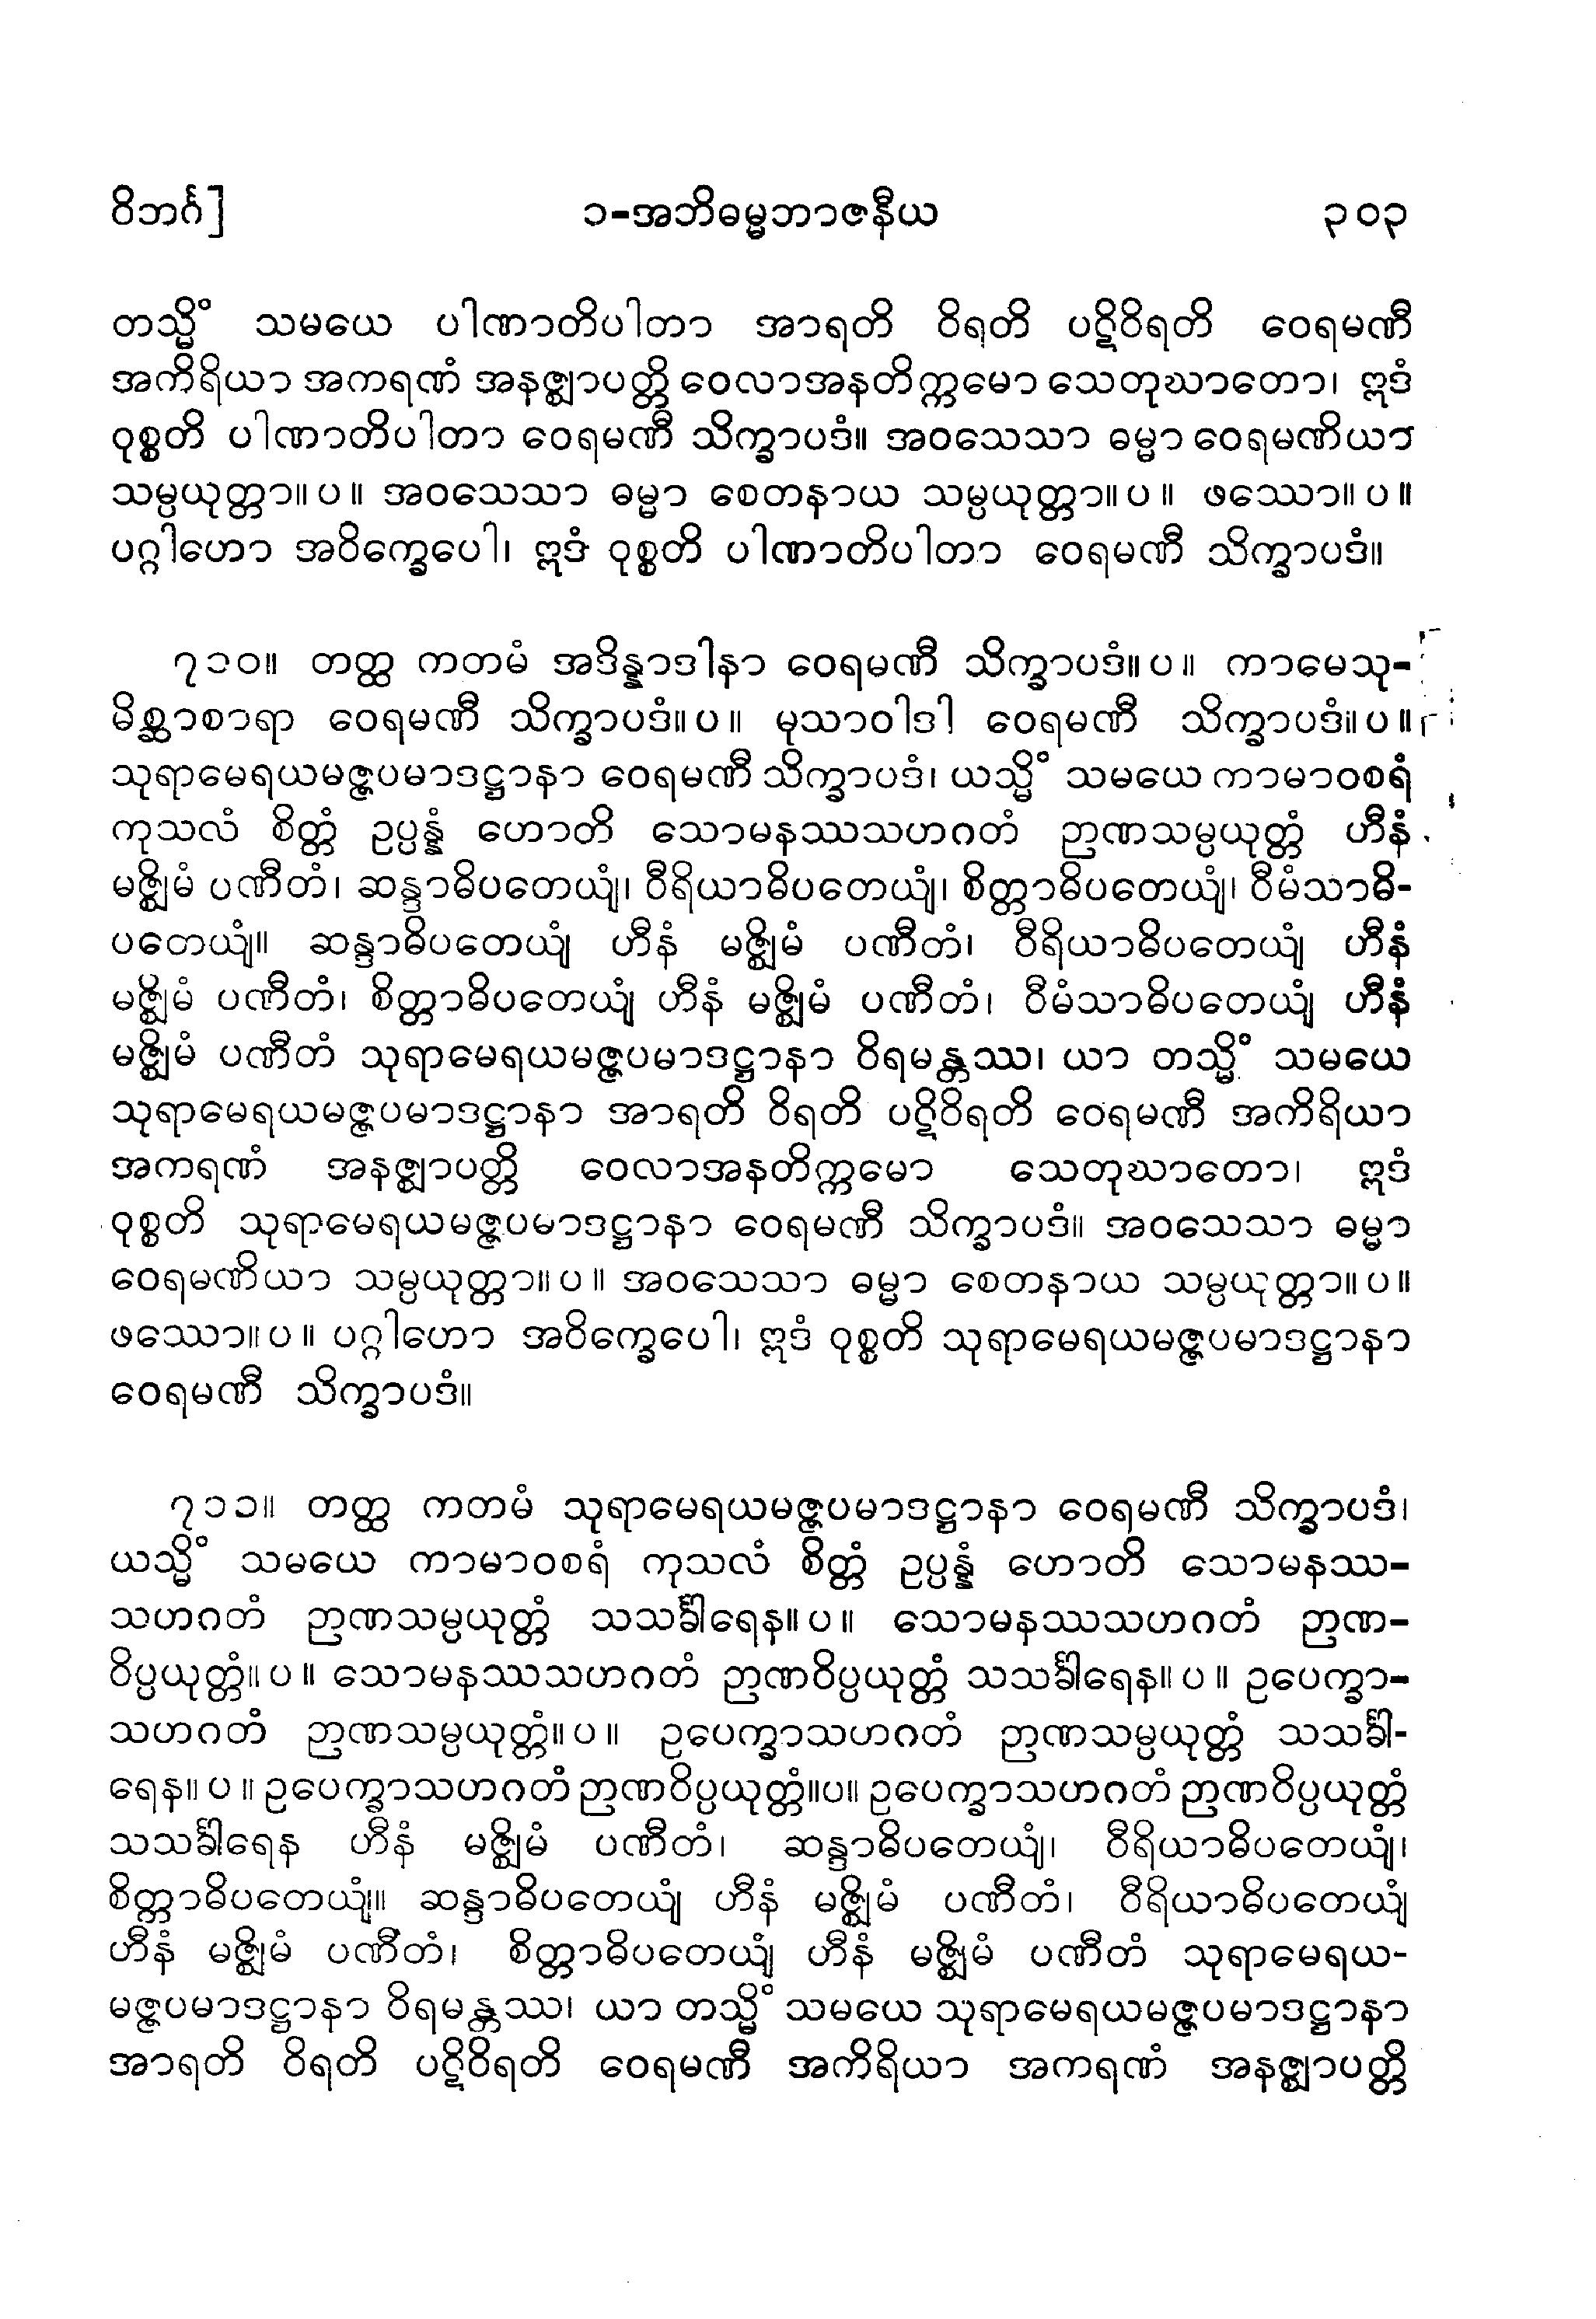 ဝိဘင်္ဂ] ၁-အဘိဓမ္မဘာဇနီယ ၃၀၃
တသ္မိံ သမယေ ပါဏာတိပါတာ အာရတိ ဝိရတိ ပဋိဝိရတိ ဝေရမဏီ
အကိရိယာ အကရဏံ အနဇ္ဈာပတ္တိ ဝေလာအနတိက္ကမော သေတုဃာတော၊ ဣဒံ
ဝုစ္စတိ ပါဏာတိပါတာ ဝေရမဏီ သိက္ခာပဒံ။ အဝသေသာ ဓမ္မာ ဝေရမဏိယာ
သမ္ပယုတ္တာ။ ပ ။ အဝသေသာ ဓမ္မာ စေတနာယ သမ္ပယုတ္တာ။ ပ ။ ဖဿော။ ပ ။
ပဂ္ဂါဟော အဝိက္ခေပေါ၊ ဣဒံ ဝုစ္စတိ ပါဏာတိပါတာ ဝေရမဏီ သိက္ခာပဒံ။
၇၁၀။ တတ္ထ ကတမံ အဒိန္နာဒါနာ ဝေရမဏီ သိက္ခာပဒံ။ ပ ။ ကာမေသု-
မိစ္ဆာစာရာ ဝေရမဏီ သိက္ခာပဒံ။ ပ ။ မုသာဝါဒါ ဝေရမဏီ သိက္ခာပဒံ။ ပ ။
သုရာမေရယမဇ္ဇပမာဒဋ္ဌာနာ ဝေရမဏီ သိက္ခာပဒံ၊ ယသ္မိံ သမယေ ကာမာဝစရံ
ကုသလံ စိတ္တံ ဥပ္ပန္နံ ဟောတိ သောမနဿသဟဂတံ ဉာဏသမ္ပယုတ္တံ ဟီနံ
မဇ္ဈိမံ ပဏီတံ၊ ဆန္ဒာဓိပတေယျံ၊ ဝီရိယာဓိပတေယျံ၊ စိတ္တာဓိပတေယျံ၊ ဝီမံသာဓိ-
ပတေယျံ။ ဆန္ဒာဓိပတေယျံ ဟီနံ မဇ္ဈိမံ ပဏီတံ၊ ဝီရိယာဓိပတေယျံ ဟီနံ
မဇ္ဈိမံ ပဏီတံ၊ စိတ္တာဓိပတေယျံ ဟီနံ မဇ္ဈိမံ ပဏီတံ၊ ဝီမံသာဓိပတေယျံ ဟီနံ
မဇ္ဈိမံ ပဏီတံ သုရာမေရယမဇ္ဇပမာဒဋ္ဌာနာ ဝိရမန္တဿ၊ ယာ တသ္မိံ သမယေ
သုရာမေရယမဇ္ဇပမာဒဋ္ဌာနာ အာရတိ ဝိရတိ ပဋိဝိရတိ ဝေရမဏီ အကိရိယာ
အကရဏံ အနဇ္ဈာပတ္တိ ဝေလာအနတိက္ကမော သေတုဃာတော၊ ဣဒံ
ဝုစ္စတိ သုရာမေရယမဇ္ဇပမာဒဋ္ဌာနာ ဝေရမဏီ သိက္ခာပဒံ။ အဝသေသာ ဓမ္မာ
ဝေရမဏိယာ သမ္ပယုတ္တာ။ ပ ။ အဝသေသာ ဓမ္မာ စေတနာယ သမ္ပယုတ္တာ။ ပ ။
ဖဿော။ ပ ။ ပဂ္ဂါဟော အဝိက္ခေပေါ၊ ဣဒံ ဝုစ္စတိ သုရာမေရယမဇ္ဇပမာဒဋ္ဌာနာ
ဝေရမဏီ သိက္ခာပဒံ။
၇၁၁။ တတ္ထ ကတမံ သုရာမေရယမဇ္ဇပမာဒဋ္ဌာနာ ဝေရမဏီ သိက္ခာပဒံ၊
ယသ္မိံ သမယေ ကာမာဝစရံ ကုသလံ စိတ္တံ ဥပ္ပန္နံ ဟောတိ သောမနဿ-
သဟဂတံ ဉာဏသမ္ပယုတ္တံ သသင်္ခါရေန။ ပ ။ သောမနဿသဟဂတံ ဉာဏ-
ဝိပ္ပယုတ္တံ။ ပ ။ သောမနဿသဟဂတံ ဉာဏဝိပ္ပယုတ္တံ သသင်္ခါရေန။ ပ ။ ဥပေက္ခာ-
သဟဂတံ ဉာဏသမ္ပယုတ္တံ။ ပ ။ ဥပေက္ခာသဟဂတံ ဉာဏသမ္ပယုတ္တံ သသင်္ခါ-
ရေန။ ပ ။ ဥပေက္ခာသဟဂတံ ဉာဏဝိပ္ပယုတ္တံ။ပ။ ဥပေက္ခာသဟဂတံ ဉာဏဝိပ္ပယုတ္တံ
သသင်္ခါရေန ဟီနံ မဇ္ဈိမံ ပဏီတံ၊ ဆန္ဒာဓိပတေယျံ၊ ဝီရိယာဓိပတေယျံ၊
စိတ္တာဓိပတေယျံ။ ဆန္ဒာဓိပတေယျံ ဟီနံ မဇ္ဈိမံ ပဏီတံ၊ ဝီရိယာဓိပတေယျံ
ဟီနံ မဇ္ဈိမံ ပဏီတံ၊ စိတ္တာဓိပတေယျံ ဟီနံ မဇ္ဈိမံ ပဏီတံ သုရာမေရယ-
မဇ္ဇပမာဒဋ္ဌာနာ ဝိရမန္တဿ၊ ယာ တသ္မိံ သမယေ သုရာမေရယမဇ္ဇပမာဒဋ္ဌာနာ
အာရတိ ဝိရတိ ပဋိဝိရတိ ဝေရမဏီ အကိရိယာ အကရဏံ အနဇ္ဈာပတ္တိ